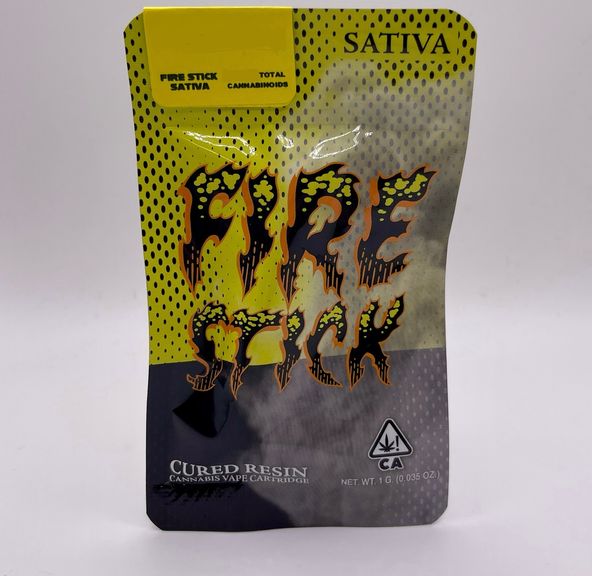 SATIVA
FIRE STICK TOTAL
SATIVA CANNABINOIDS
FIRE
STICK
CURED RESIN
CANNABIS VAPE CARTRIDGE
!
CA
NET. WT. 1 G (0.035 OZ.)